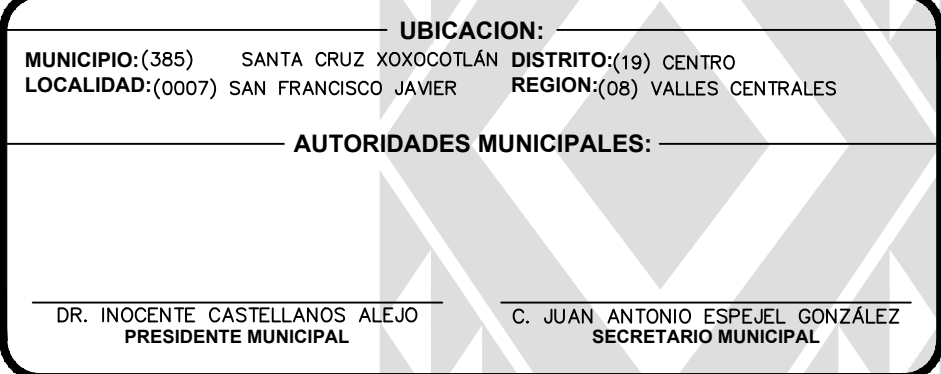 UBICACION:
MUNICIPIO:(385) SANTA CRUZ XOXOCOTLÁN DISTRITO:(19) CENTRO
LOCALIDAD:(0007) SAN FRANCISCO JAVIER REGION:(08) VALLES CENTRALES
AUTORIDADES MUNICIPALES:
DR. INOCENTE CASTELLANOS ALEJO C. JUAN ANTONIO ESPEJEL GONZÁLEZ
PRESIDENTE MUNICIPAL SECRETARIO MUNICIPAL